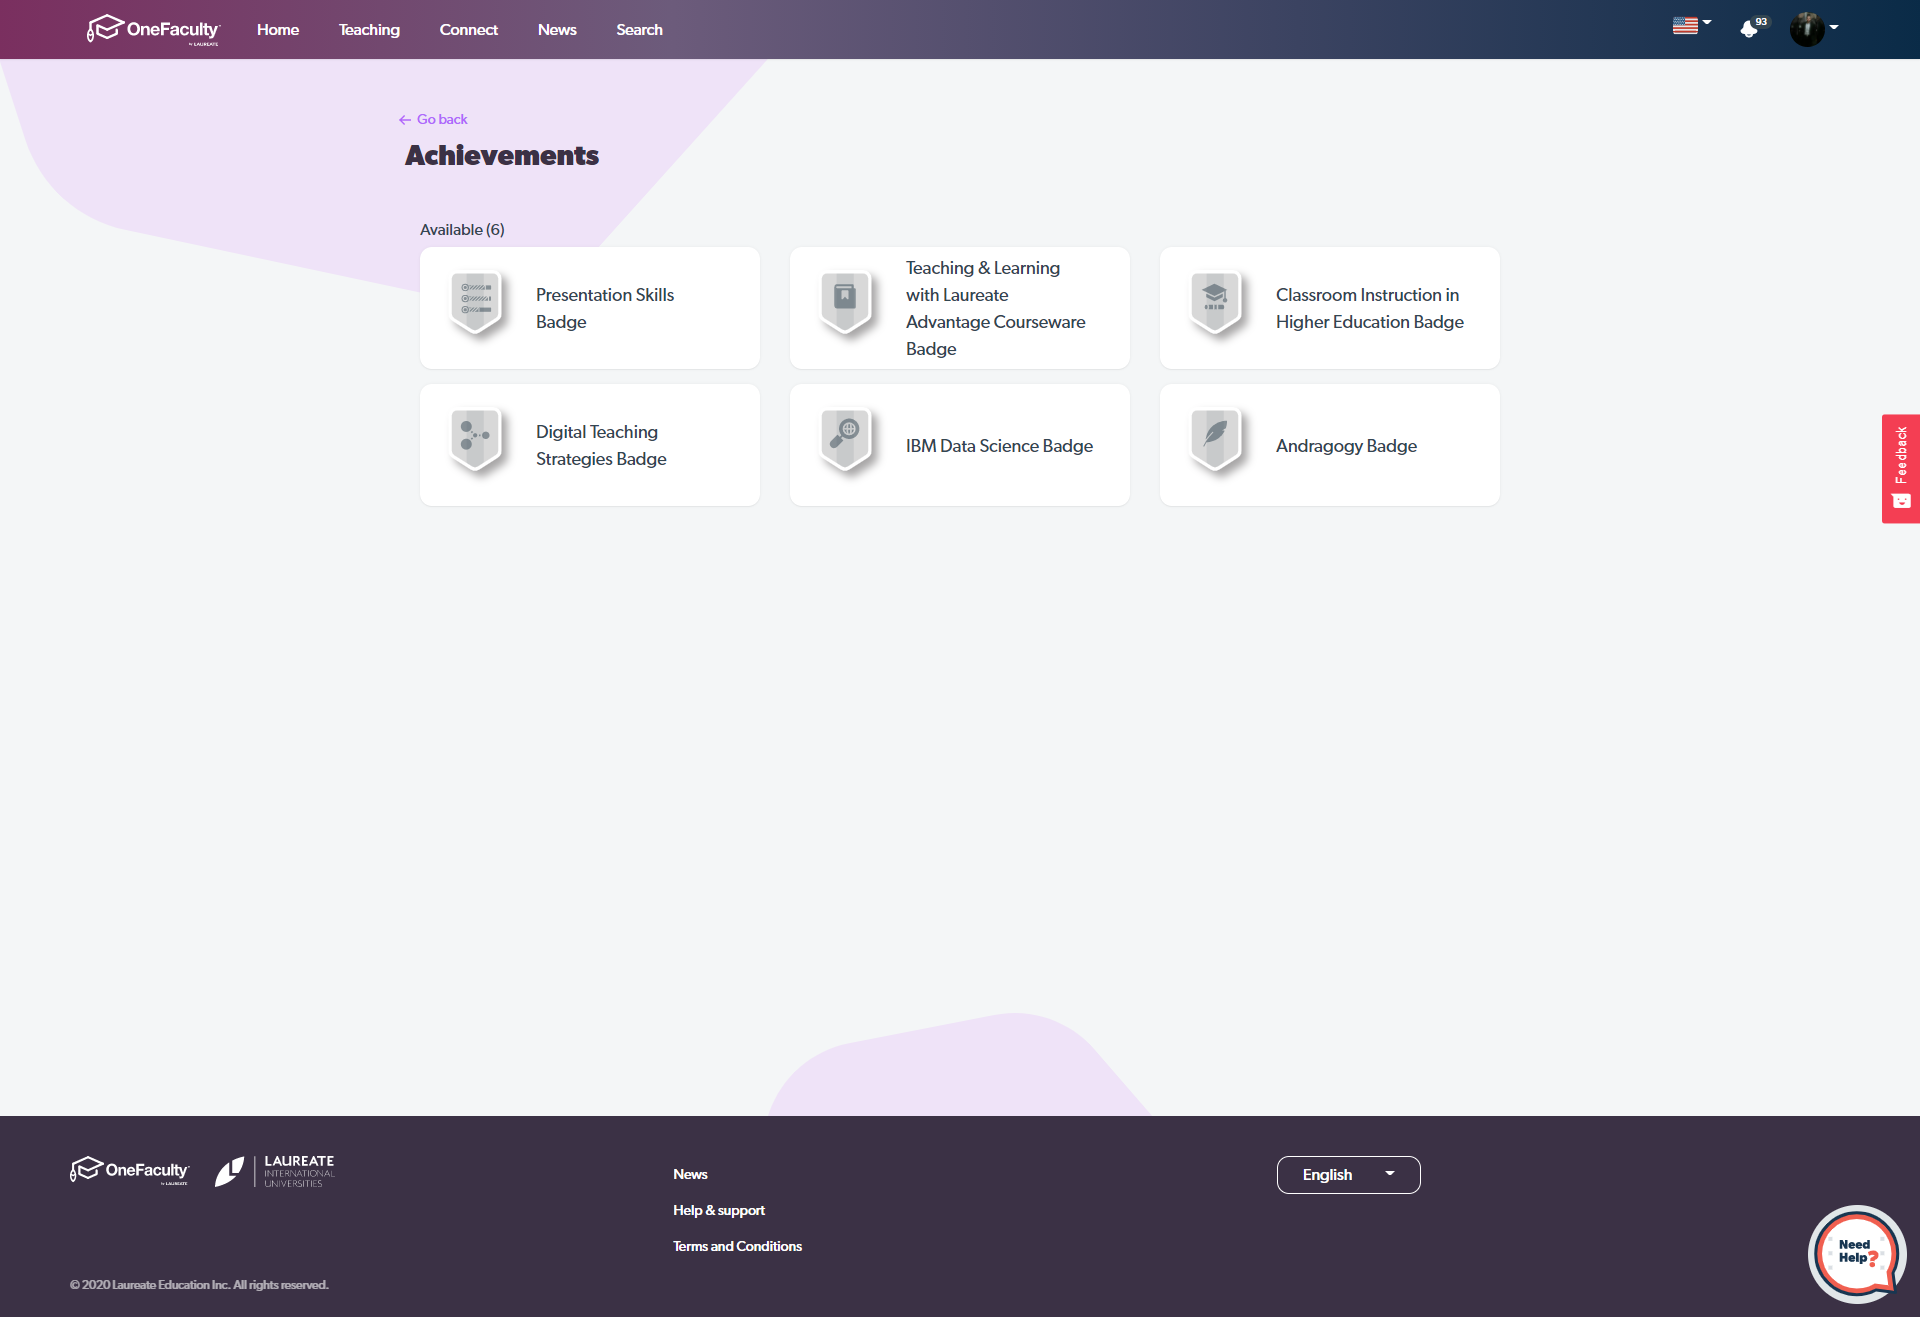 OneFaculty
by LAUREATE
Home
Teaching
Connect
News
Search
93
Go back
Achievements
Available (6)
Presentation Skills
Badge
Teaching & Learning
with Laureate
Advantage Courseware
Badge
Classroom Instruction in
Higher Education Badge
Digital Teaching
Strategies Badge
IBM Data Science Badge
Andragogy Badge
Feedback
OneFaculty
by LAUREATE
LAUREATE
INTERNATIONAL
UNIVERSITIES
News
Help & support
Terms and Conditions
English
Need
Help?
© 2020 Laureate Education Inc. All rights reserved.